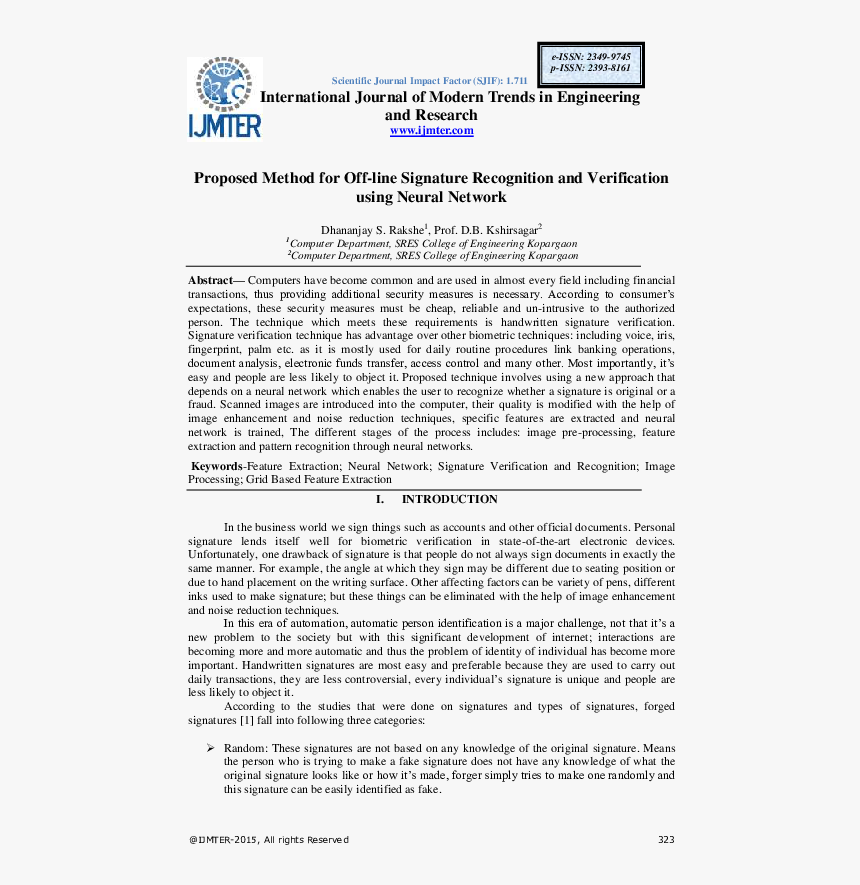 e-ISSN: 2349-9745
p-ISSN: 2393-8161
Scientific Journal Impact Factor (SJIF): 1.711
International Journal of Modern Trends in Engineering
and Research
www.ijmter.com
IJMTER
Proposed Method for Off-line Signature Recognition and Verification
using Neural Network
Dhananjay S. Rakshe1, Prof. D.B. Kshirsagar2
1Computer Department, SRES College of Engineering Kopargaon
2Computer Department, SRES College of Engineering Kopargaon
Abstract— Computers have become common and are used in almost every field including financial
transactions, thus providing additional security measures is necessary. According to consumer's
expectations, these security measures must be cheap, reliable and un-intrusive to the authorized
person. The technique which meets these requirements is handwritten signature verification.
Signature verification technique has advantage over other biometric techniques: including voice, iris,
fingerprint, palm etc. as it is mostly used for daily routine procedures link banking operations,
document analysis, electronic funds transfer, access control and many other. Most importantly, it's
easy and people are less likely to object it. Proposed technique involves using a new approach that
depends on a neural network which enables the user to recognize whether a signature is original or a
fraud. Scanned images are introduced into the computer, their quality is modified with the help of
image enhancement and noise reduction techniques, specific features are extracted and neural
network is trained, The different stages of the process includes: image pre-processing, feature
extraction and pattern recognition through neural networks.
Keywords-Feature Extraction; Neural Network; Signature Verification and Recognition; Image
Processing; Grid Based Feature Extraction
I. INTRODUCTION
In the business world we sign things such as accounts and other official documents. Personal
signature lends itself well for biometric verification in state-of-the-art electronic devices.
Unfortunately, one drawback of signature is that people do not always sign documents in exactly the
same manner. For example, the angle at which they sign may be different due to seating position or
due to hand placement on the writing surface. Other affecting factors can be variety of pens, different
inks used to make signature; but these things can be eliminated with the help of image enhancement
and noise reduction techniques.
In this era of automation, automatic person identification is a major challenge, not that it's a
new problem to the society but with this significant development of internet; interactions are
becoming more and more automatic and thus the problem of identity of individual has become more
important. Handwritten signatures are most easy and preferable because they are used to carry out
daily transactions, they are less controversial, every individual's signature is unique and people are
less likely to object it.
According to the studies that were done on signatures and types of signatures, forged
signatures [1] fall into following three categories:
➢ Random: These signatures are not based on any knowledge of the original signature. Means
the person who is trying to make a fake signature does not have any knowledge of what the
original signature looks like or how it's made, forger simply tries to make one randomly and
this signature can be easily identified as fake.
@IJMTER-2015, All rights Reserved 323